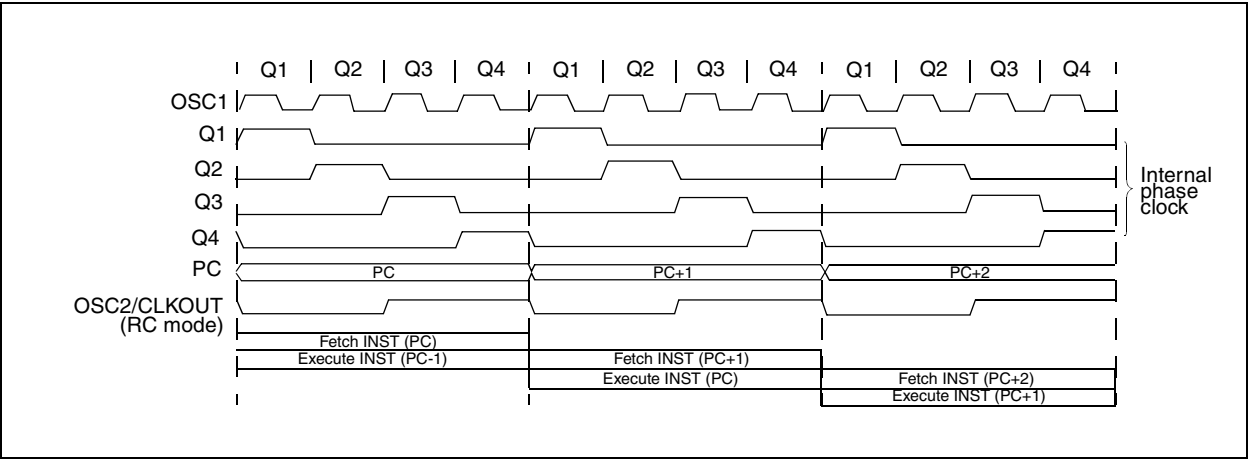 Q1 Q2 Q3 Q4 Q1 Q2 Q3 Q4 Q1 Q2 Q3 Q4
OSC1
Q1
Q2
Q3
Q4
Internal
phase
clock
PC PC PC+1 PC+2
OSC2/CLKOUT
(RC mode)
Fetch INST (PC)
Execute INST (PC-1) Fetch INST (PC+1)
Execute INST (PC) Fetch INST (PC+2)
Execute INST (PC+1)